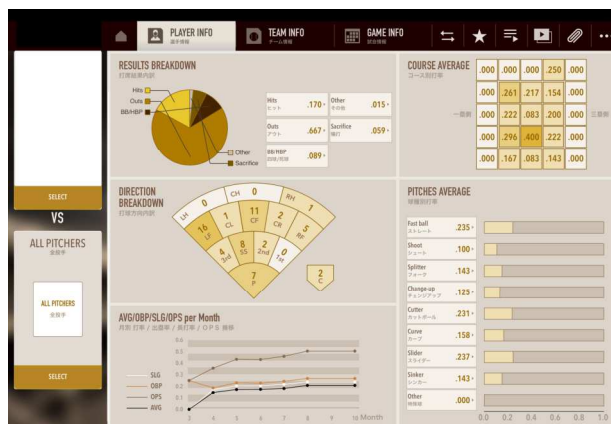 PLAYER INFO
選手情報
TEAM INFO
チーム情報
GAME INFO
試合情報
SELECT
VS
ALL PITCHERS
全投手
ALL PITCHERS
全投手
SELECT
RESULTS BREAKDOWN
打席結果内訳
Hits
Outs
BB/HBP
Other
Sacrifice
Hits .170
ヒット
Other .015
その他
Outs .667
アウト
Sacrifice .059
犠打
BB/HBP .089
四球/死球
COURSE AVERAGE
コース別打率
.000 .000 .000 .250 .000
.000 .261 .217 .154 .000
一塁側 .000 .222 .083 .200 .000 三塁側
.000 .296 .400 .222 .000
.000 .167 .083 .143 .000
DIRECTION
BREAKDOWN
打球方向内訳
LH 0 CH 0 RH 1
16 LF 1 CL 11 CF 2 CR 5 RF
4 3rd 8 SS 2 2nd 0 1st
7 P
2 C
PITCHES AVERAGE
球種別打率
Fast ball .235
ストレート
Shoot .100
シュート
Splitter .143
フォーク
Change-up .125
チェンジアップ
Cutter .231
カットボール
Curve .158
カーブ
Slider .237
スライダー
Sinker .143
シンカー
Other .000
特殊球
0.0 0.2 0.4 0.6 0.8 1.0
AVG/OBP/SLG/OPS per Month
月別 打率 / 出塁率 / 長打率 / OPS 推移
0.6
0.5
0.4
0.3
0.2
0.1
0.0
SLG
OBP
OPS
AVG
3 4 5 6 7 8 9 10 Month